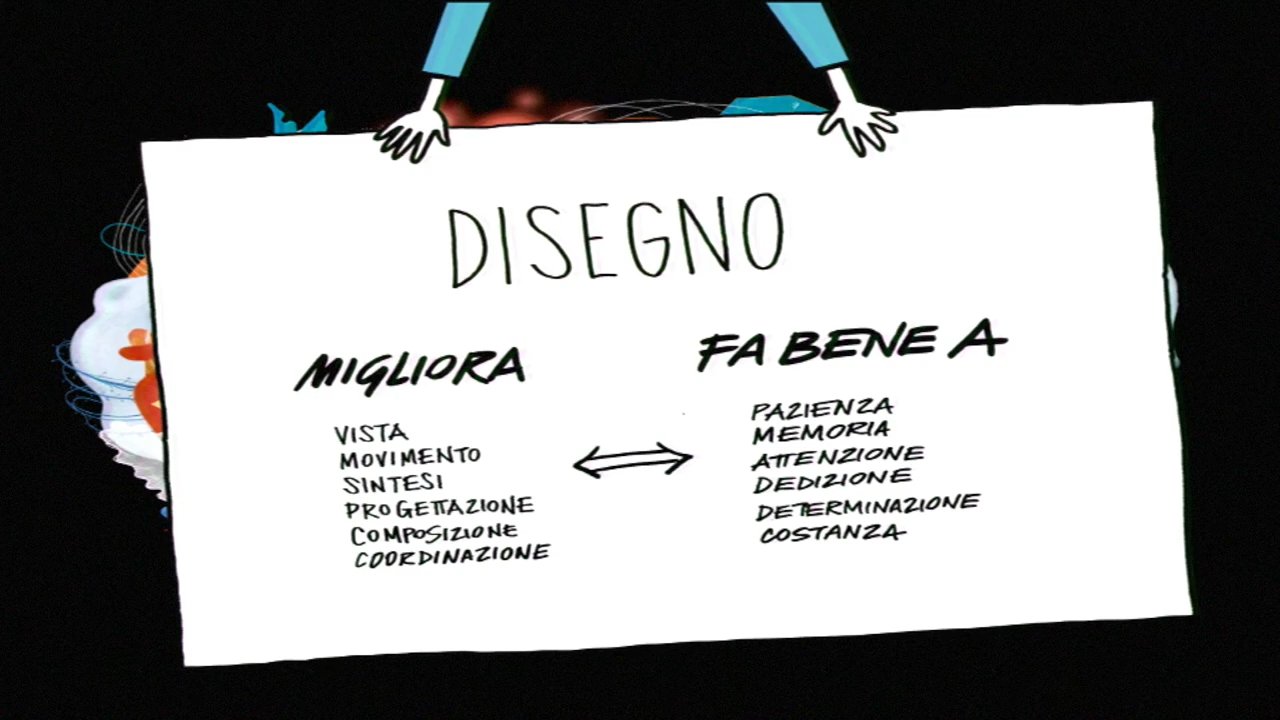 DISEGNO
MIGLIORA
VISTA
MOVIMENTO
SINTESI
PROGETTAZIONE
COMPOSIZIONE
COORDINAZIONE
FA BENE A
PAZIENZA
MEMORIA
ATTENZIONE
DEDIZIONE
DETERMINAZIONE
COSTANZA